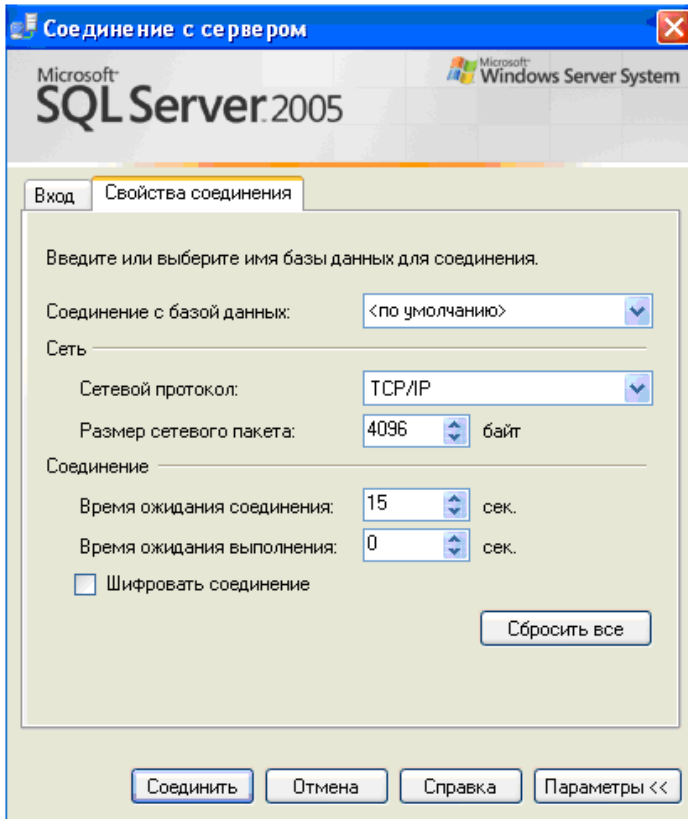 Соединение с сервером
Microsoft
SQL Server 2005
Microsoft
Windows Server System
Вход
Свойства соединения
Введите или выберите имя базы данных для соединения.
Соединение с базой данных: <по умолчанию>
Сеть
Сетевой протокол: TCP/IP
Размер сетевого пакета: 4096 байт
Соединение
Время ожидания соединения: 15 сек.
Время ожидания выполнения: 0 сек.
Шифровать соединение
Сбросить все
Соединить Отмена Справка Параметры <<